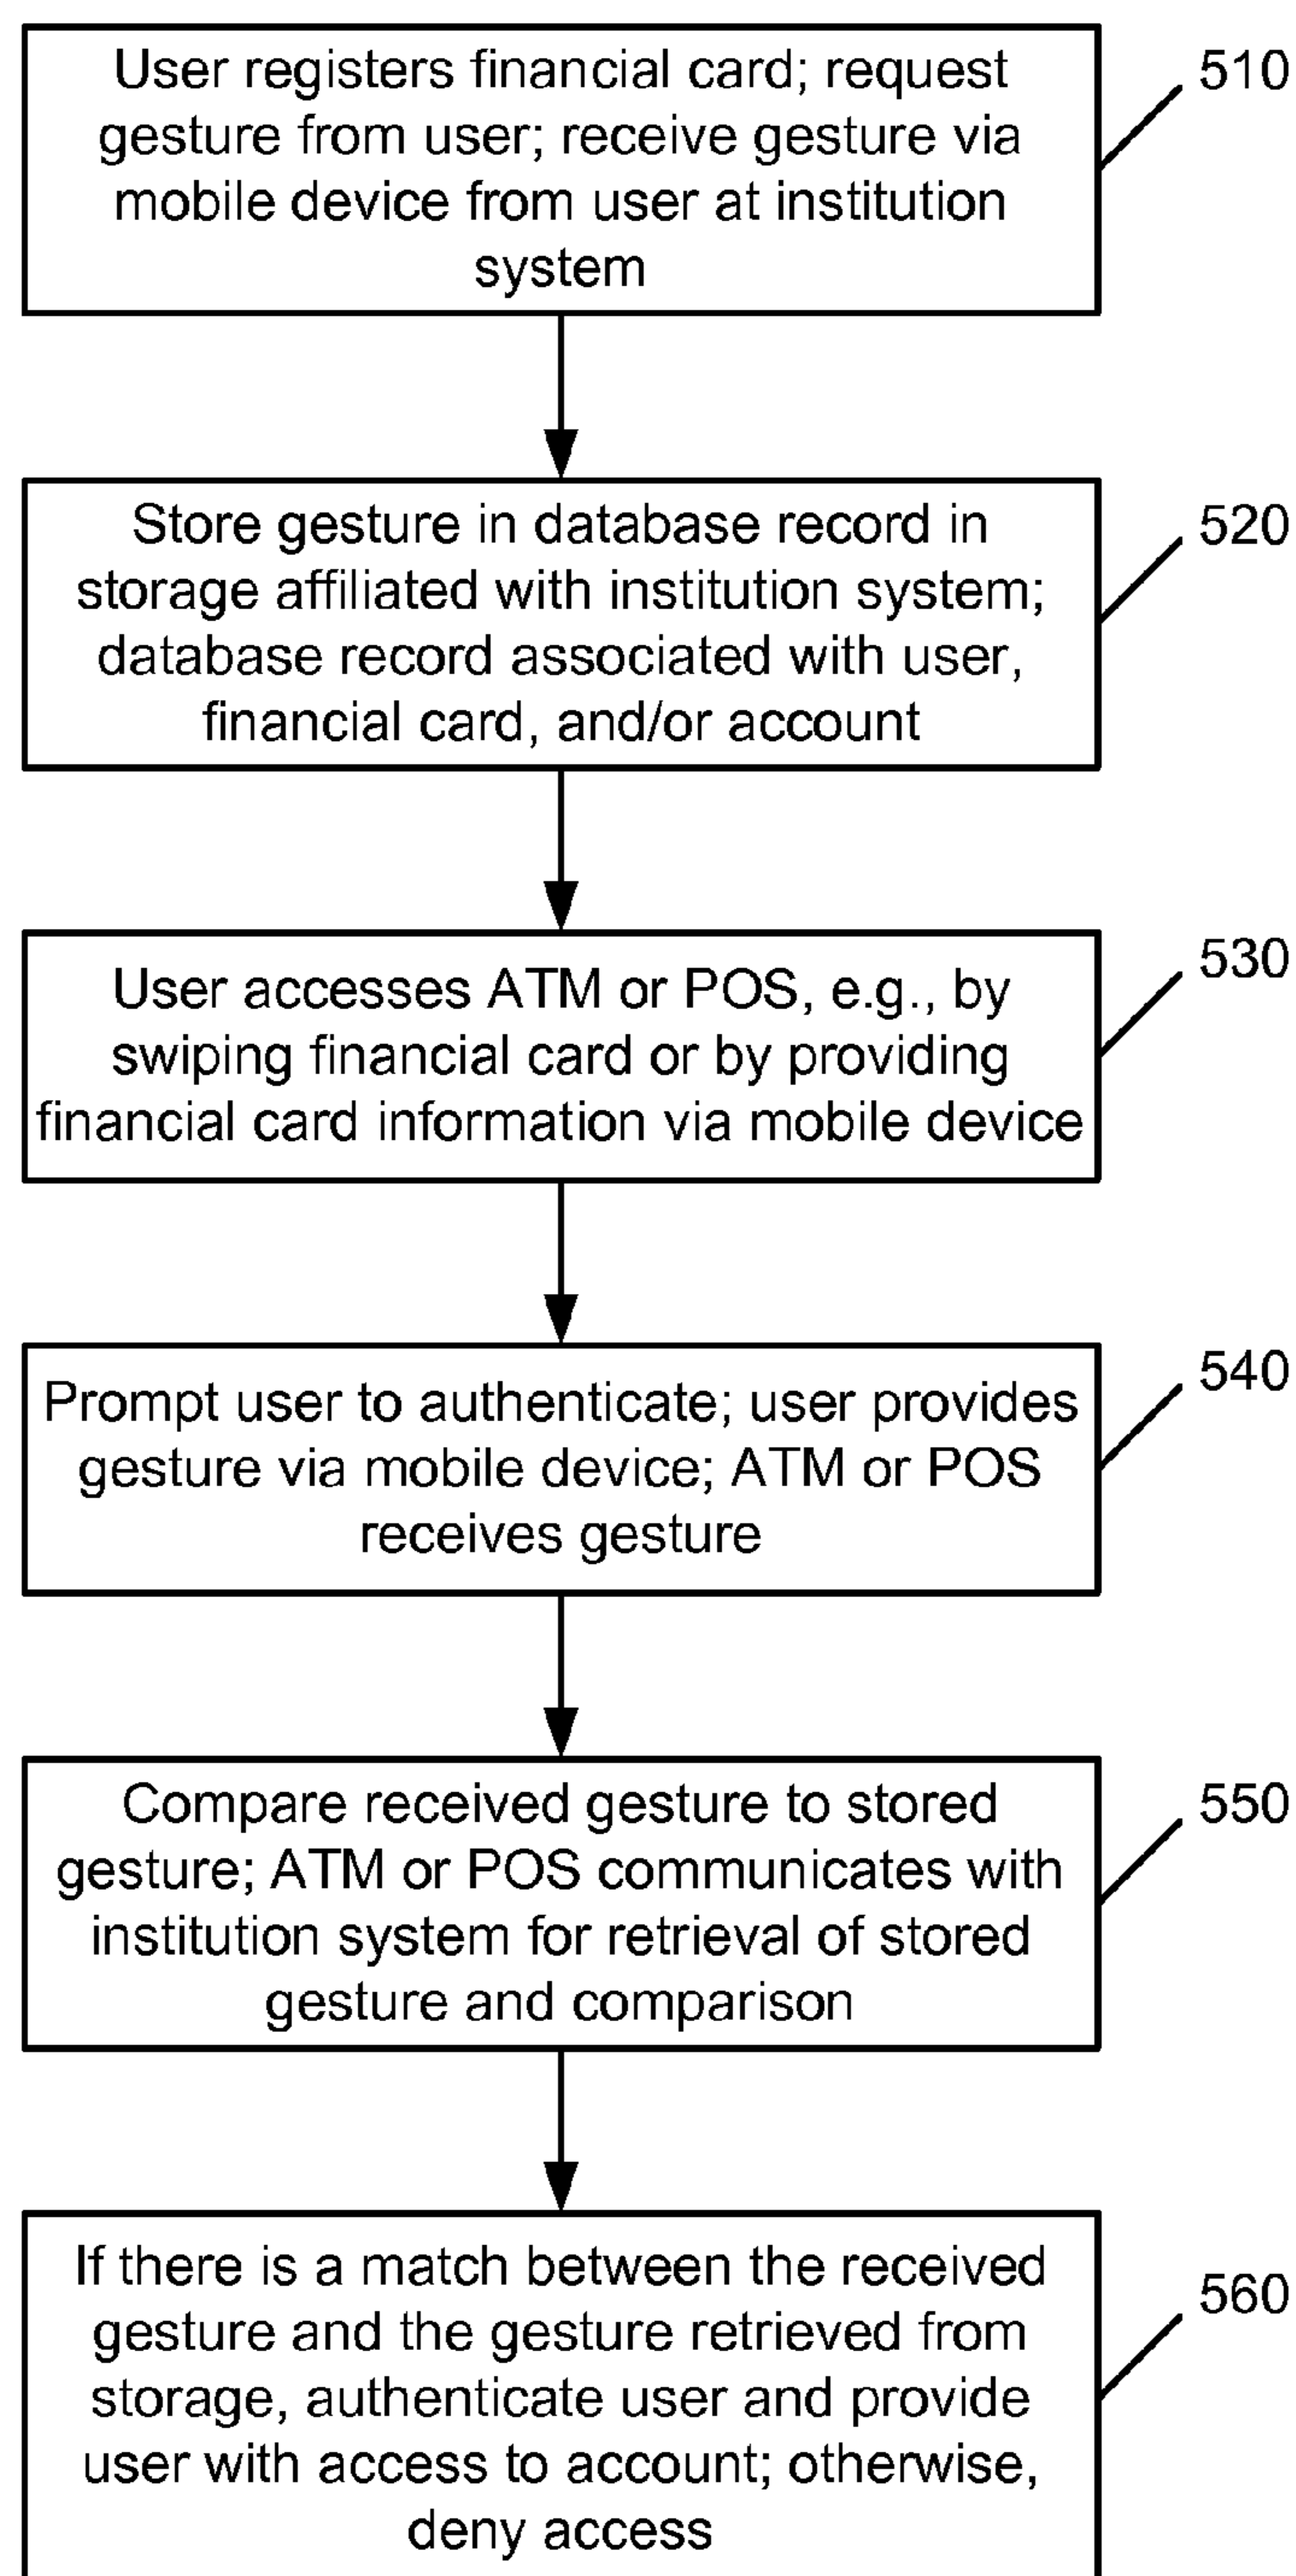 User registers financial card; request
gesture from user; receive gesture via
mobile device from user at institution
system
510
Store gesture in database record in
storage affiliated with institution system;
database record associated with user,
financial card, and/or account
520
User accesses ATM or POS, e.g., by
swiping financial card or by providing
financial card information via mobile device
530
Prompt user to authenticate; user provides
gesture via mobile device; ATM or POS
receives gesture
540
Compare received gesture to stored
gesture; ATM or POS communicates with
institution system for retrieval of stored
gesture and comparison
550
If there is a match between the received
gesture and the gesture retrieved from
storage, authenticate user and provide
user with access to account; otherwise,
deny access
560